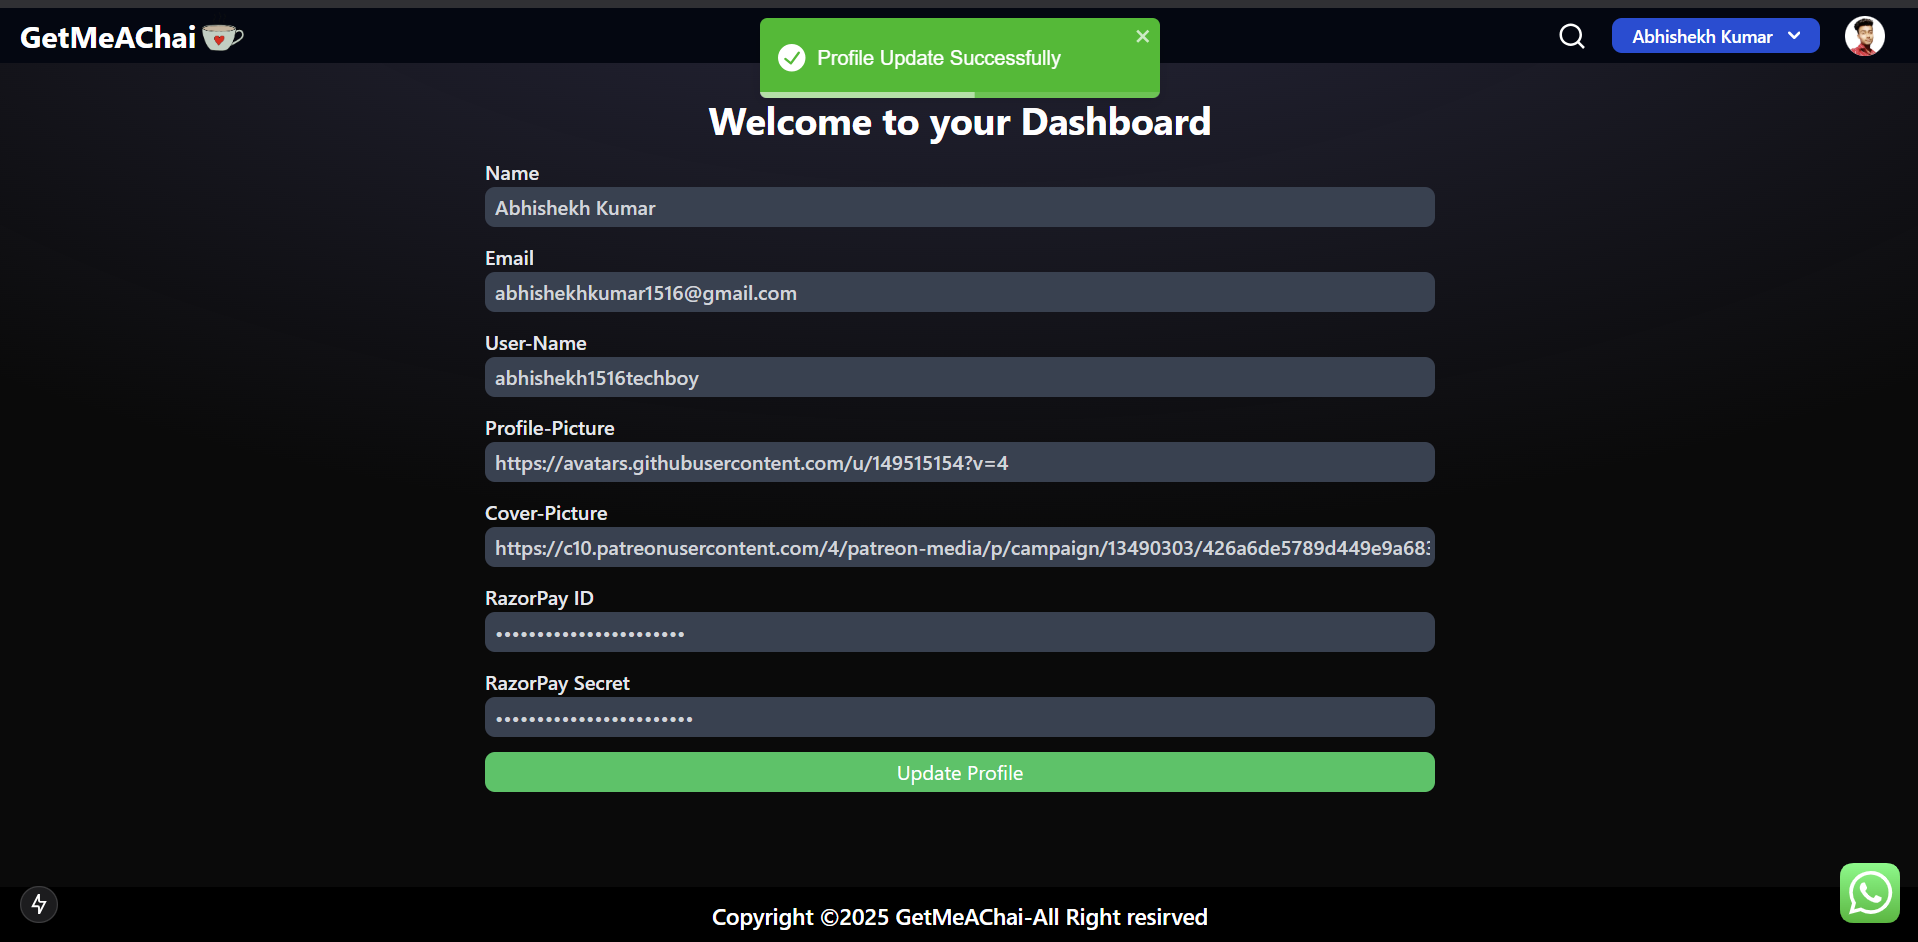 GetMeAChai
Abhishekh Kumar
Profile Update Successfully
Welcome to your Dashboard
Name
Abhishekh Kumar
Email
abhishekhkumar1516@gmail.com
User-Name
abhishekh1516techboy
Profile-Picture
https://avatars.githubusercontent.com/u/149515154?v=4
Cover-Picture
https://c10.patreonusercontent.com/4/patreon-media/p/campaign/13490303/426a6de5789d449e9a683
RazorPay ID
•••••••••••••••••••••••
RazorPay Secret
••••••••••••••••••••••••
Update Profile
Copyright ©2025 GetMeAChai-All Right resirved